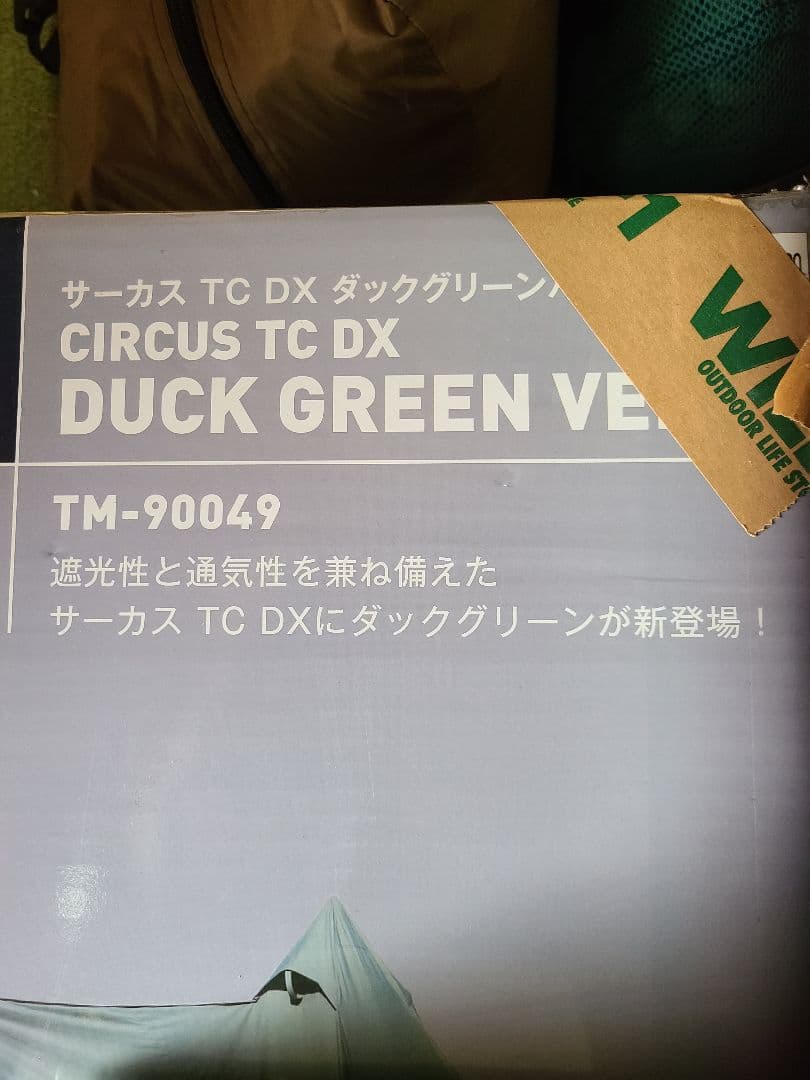 サーカス TC DX ダックグリーン
CIRCUS TC DX
DUCK GREEN
TM-90049
遮光性と通気性を兼ね備えた
サーカス TC DXにダックグリーンが新登場！
OUTDOOR LIFE